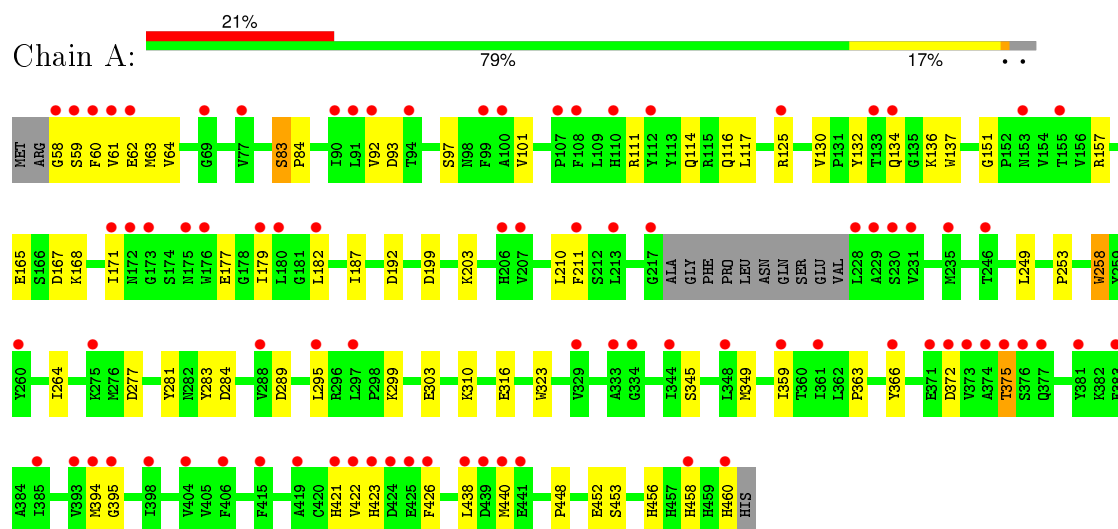 21%
Chain A:
79% 17% • •
MET ARG G58 S59 F60 V61 E62 M63 V64 G69 V77 S83 P84 I90 L91 V92 D93 T94 S97 N98 F99 A100 V101 P107 F108 L109 H110 R111 Y112 Y113 Q114 R115 Q116 L117 R125 V130 P131 Y132 T133 Q134 G135 K136 W137 G151 P152 N153 V154 T155 V156 R157
E165 S166 D167 K168 I171 N172 G173 S174 N175 W176 E177 G178 I179 L180 G181 L182 I187 D192 D199 K203 H206 V207 L210 F211 S212 L213 G217 ALA GLY PHE PRO LEU ASN GLN SER GLU VAL L228 A229 S230 V231 M235 T246 L249 P253 W258 Y259
Y260 I264 K275 M276 D277 Y281 N282 Y283 D284 V288 D289 L295 R296 L297 P298 K299 E303 K310 E316 W323 V329 A333 G334 I344 S345 L348 M349 I359 T360 I361 L362 P363 Y366 E371 D372 V373 A374 T375 S376 Q377 Y381 K382 F383
A384 I385 V393 M394 G395 I398 V404 V405 F406 F415 A419 C420 H421 V422 H423 D424 E425 F426 L438 D439 M440 E441 P448 E452 S453 H456 H457 H458 H459 P460 HIS